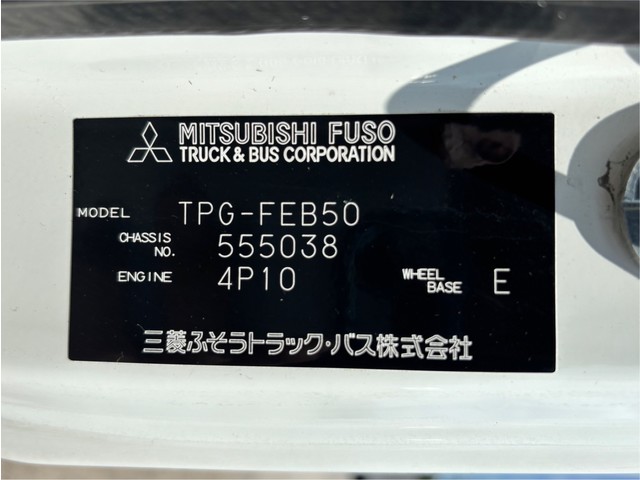 MITSUBISHI FUSO
TRUCK & BUS CORPORATION
MODEL TPG-FEB50
CHASSIS NO. 555038
ENGINE 4P10 WHEEL BASE E
三菱ふそうトラック・バス株式会社